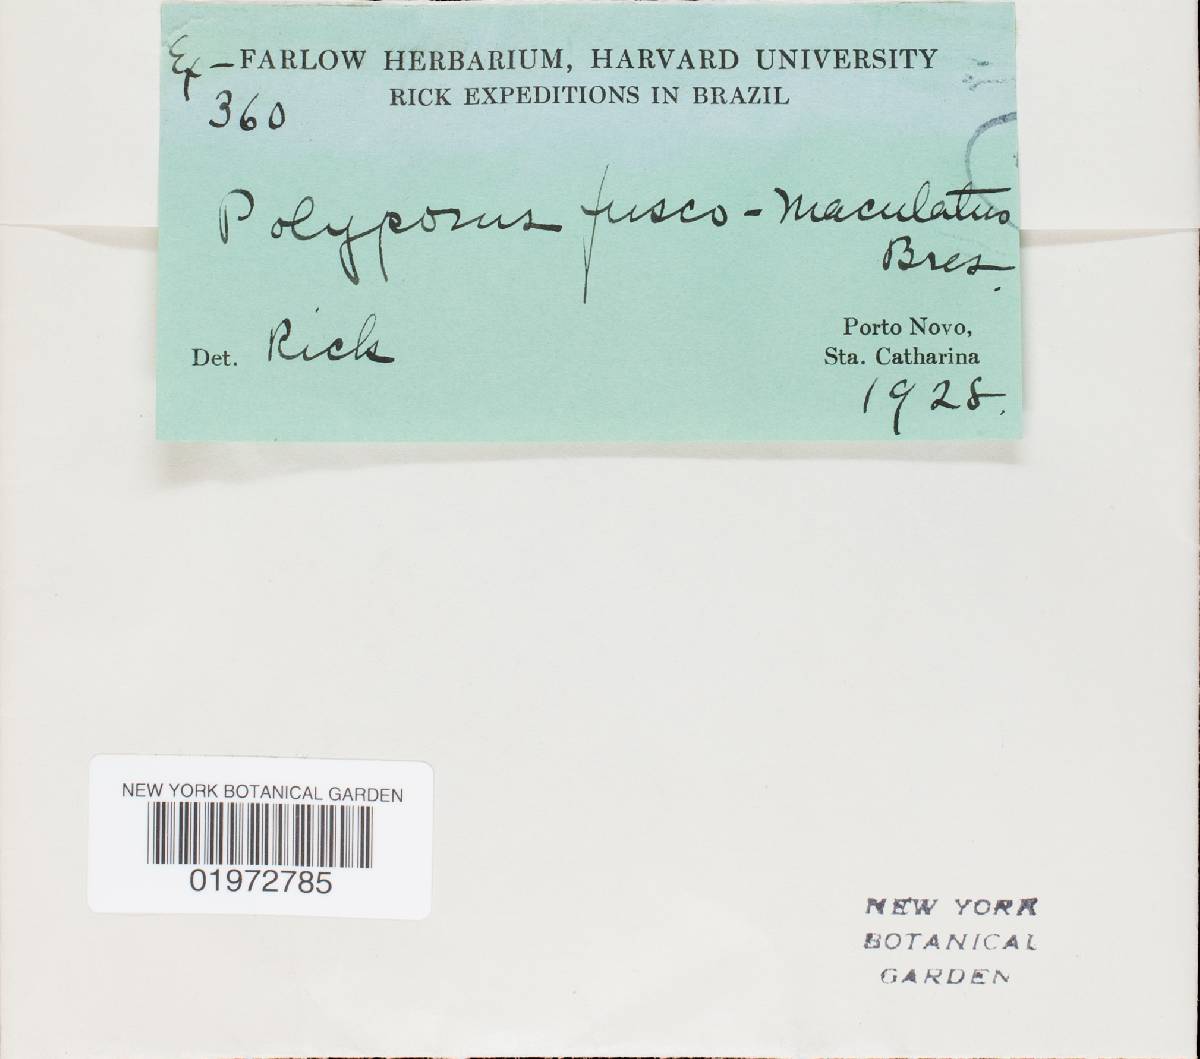 Ex-FARLOW HERBARIUM, HARVARD UNIVERSITY
360 RICK EXPEDITIONS IN BRAZIL
Polyporus fusco-maculatus
Bres.
Det. Rick
Porto Novo,
Sta. Catharina
1928.
NEW YORK BOTANICAL GARDEN
01972785
NEW YORK
BOTANICAL
GARDEN